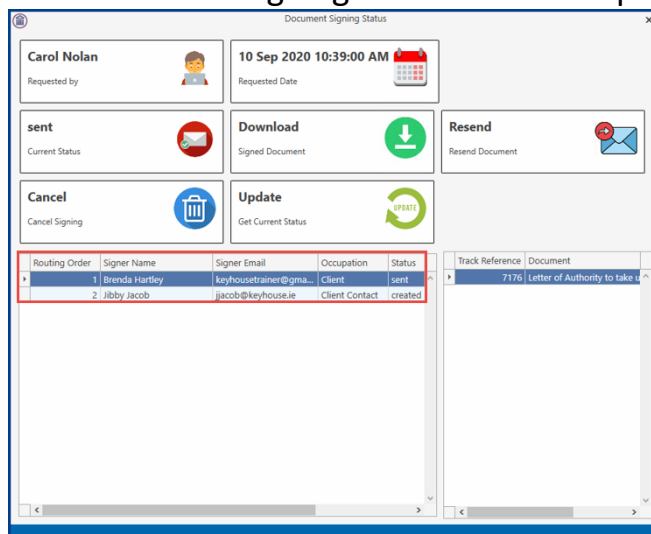 Document Signing Status
Carol Nolan
Requested by
10 Sep 2020 10:39:00 AM
Requested Date
sent
Current Status
Download
Signed Document
Resend
Resend Document
Cancel
Cancel Signing
Update
Get Current Status
UPDATE
Routing Order Signer Name Signer Email Occupation Status
1 Brenda Hartley keyhousetrainer@gma... Client sent
2 Jibby Jacob jjacob@keyhouse.ie Client Contact created
Track Reference Document
7176 Letter of Authority to take u